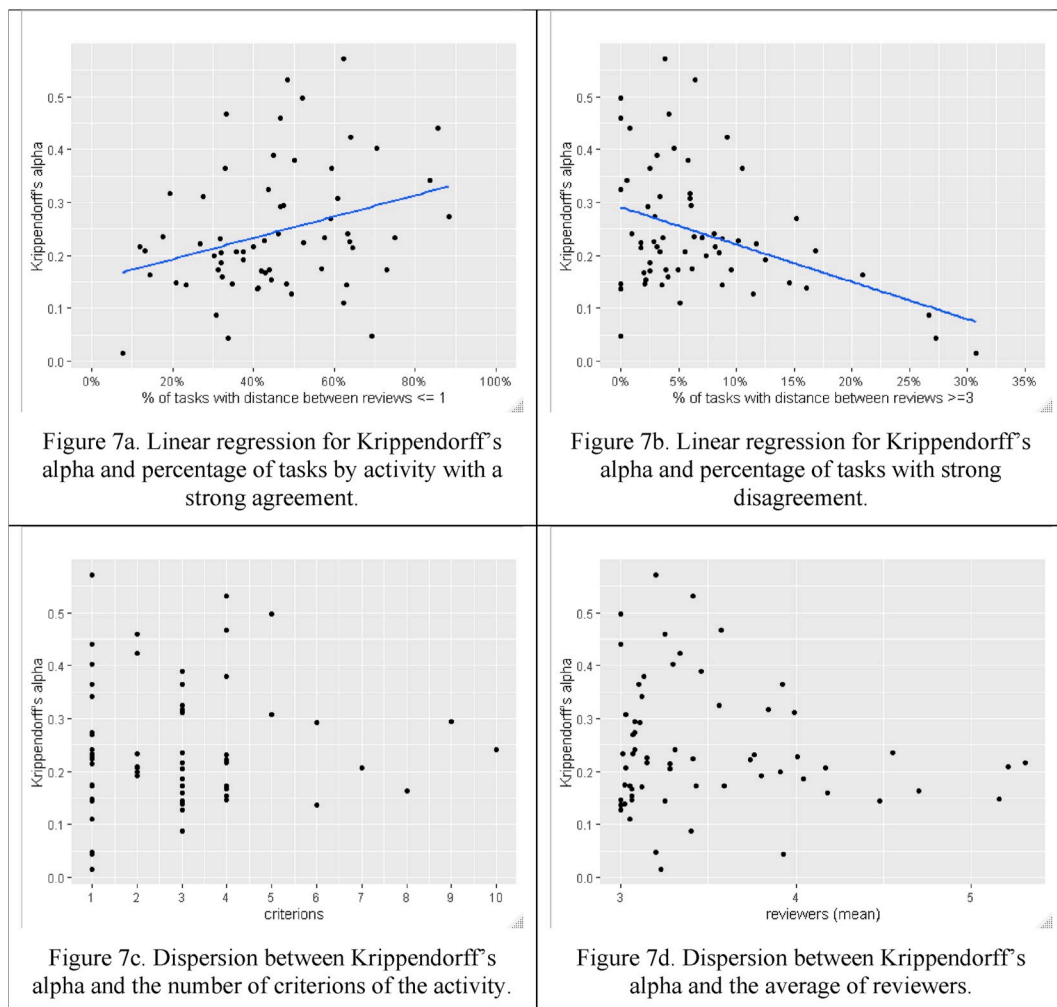 0.5
0.4
0.3
0.2
0.1
0.0
Krippendorff's alpha
0% 20% 40% 60% 80% 100%
% of tasks with distance between reviews <= 1
Figure 7a. Linear regression for Krippendorff's
alpha and percentage of tasks by activity with a
strong agreement.
0.5
0.4
0.3
0.2
0.1
0.0
Krippendorff's alpha
0% 5% 10% 15% 20% 25% 30% 35%
% of tasks with distance between reviews >=3
Figure 7b. Linear regression for Krippendorff's
alpha and percentage of tasks with strong
disagreement.
0.5
0.4
0.3
0.2
0.1
0.0
Krippendorff's alpha
1 2 3 4 5 6 7 8 9 10
criterions
Figure 7c. Dispersion between Krippendorff's
alpha and the number of criterions of the activity.
0.5
0.4
0.3
0.2
0.1
0.0
Krippendorff's alpha
3 4 5
reviewers (mean)
Figure 7d. Dispersion between Krippendorff's
alpha and the average of reviewers.